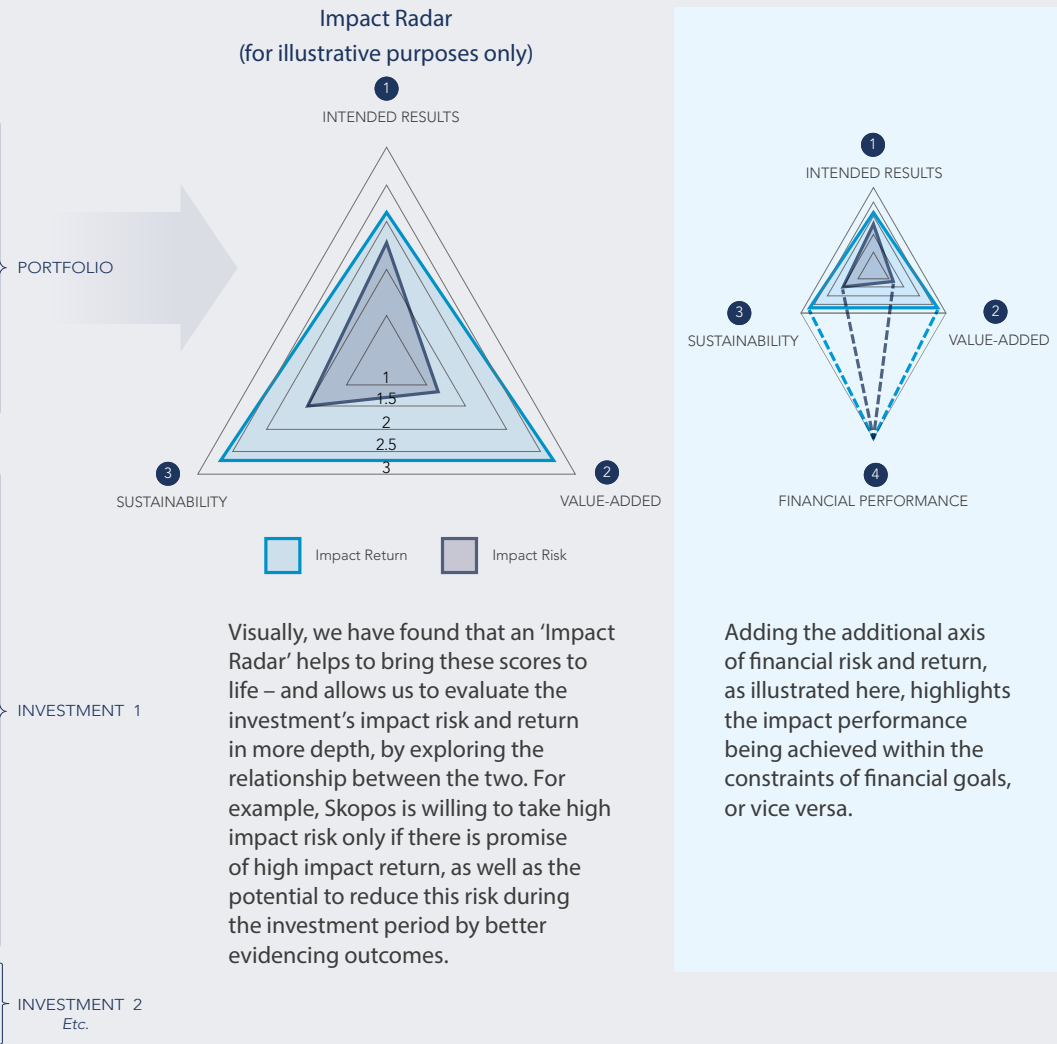 Impact Radar
(for illustrative purposes only)
1
INTENDED RESULTS
PORTFOLIO
1
1.5
2
2.5
3
3
SUSTAINABILITY
2
VALUE-ADDED
Impact Return
Impact Risk
1
INTENDED RESULTS
3
SUSTAINABILITY
2
VALUE-ADDED
4
FINANCIAL PERFORMANCE
Visually, we have found that an ‘Impact
Radar’ helps to bring these scores to
life – and allows us to evaluate the
investment’s impact risk and return
in more depth, by exploring the
relationship between the two. For
example, Skopos is willing to take high
impact risk only if there is promise
of high impact return, as well as the
potential to reduce this risk during
the investment period by better
evidencing outcomes.
Adding the additional axis
of financial risk and return,
as illustrated here, highlights
the impact performance
being achieved within the
constraints of financial goals,
or vice versa.
INVESTMENT 1
INVESTMENT 2
Etc.